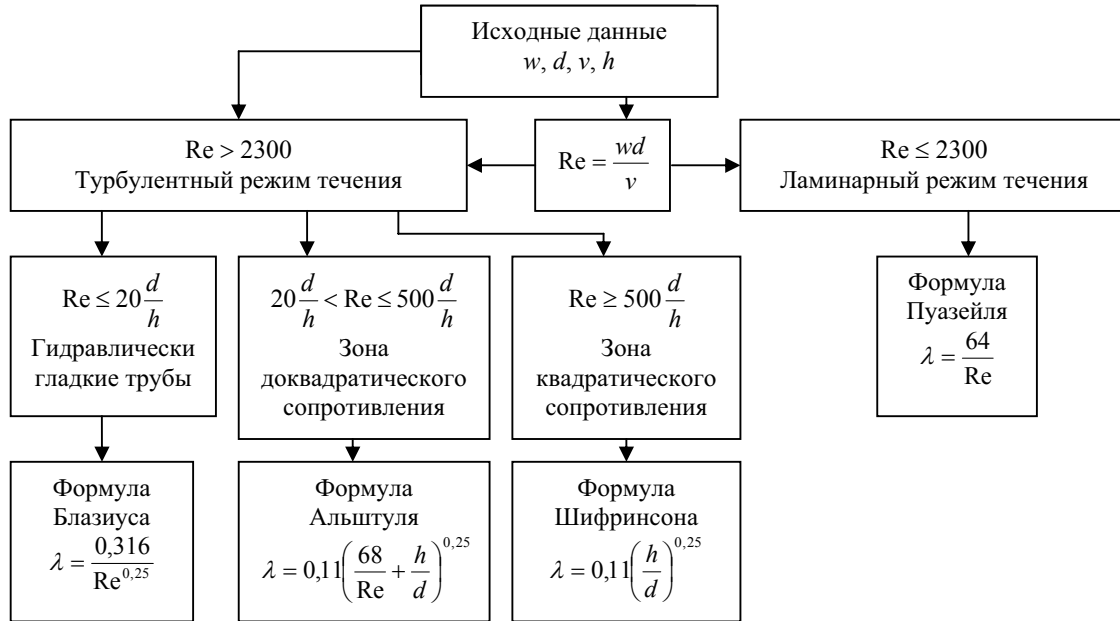 Исходные данные
w, d, v, h
Re > 2300
Турбулентный режим течения
Re = wd/v
Re ≤ 2300
Ламинарный режим течения
Re ≤ 20 d/h
Гидравлически
гладкие трубы
20 d/h < Re ≤ 500 d/h
Зона
доквадратического
сопротивления
Re ≥ 500 d/h
Зона
квадратического
сопротивления
Формула
Пуазейля
λ = 64/Re
Формула
Блазиуса
λ = 0,316/Re^0,25
Формула
Альштуля
λ = 0,11(68/Re + h/d)^0,25
Формула
Шифринсона
λ = 0,11(h/d)^0,25